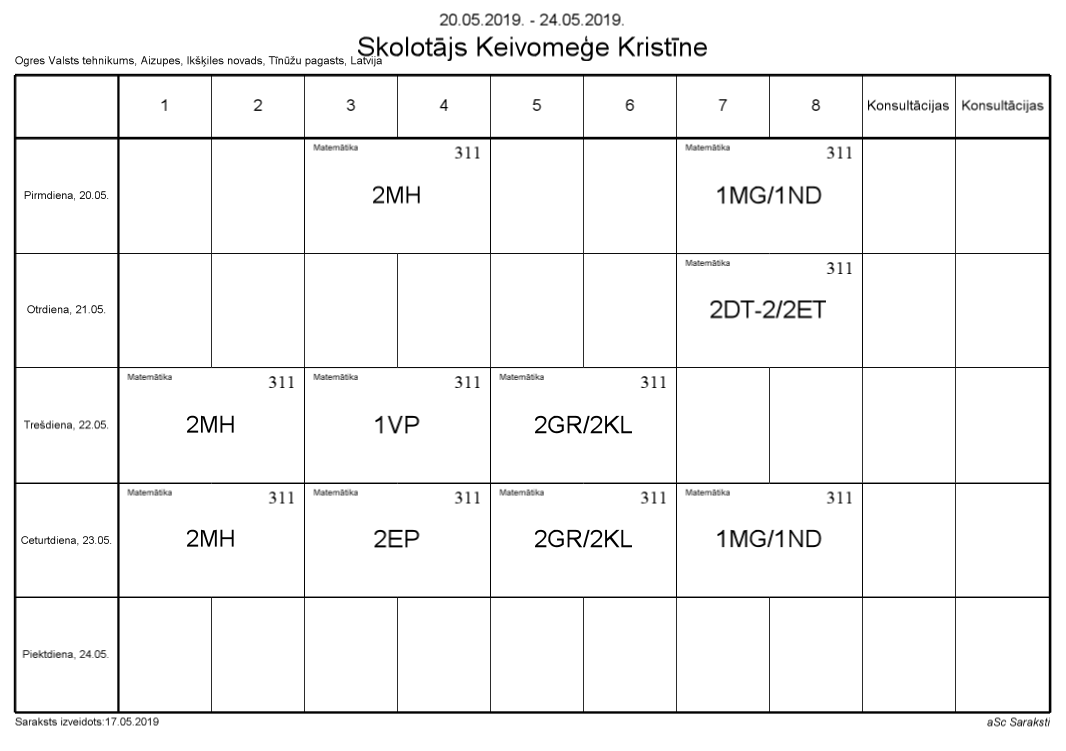 20.05.2019. - 24.05.2019.
Skolotājs Keivomeģe Kristīne
Ogres Valsts tehnikums, Aizupes, Ikšķiles novads, Tīnūžu pagasts, Latvija
1 2 3 4 5 6 7 8 Konsultācijas Konsultācijas
Matemātika 311 Matemātika 311
Pirmdiena, 20.05. 2MH 1MG/1ND
Matemātika 311
Otrdiena, 21.05. 2DT-2/2ET
Matemātika 311 Matemātika 311 Matemātika 311
Trešdiena, 22.05. 2MH 1VP 2GR/2KL
Matemātika 311 Matemātika 311 Matemātika 311 Matemātika 311
Ceturtdiena, 23.05. 2MH 2EP 2GR/2KL 1MG/1ND
Piektdiena, 24.05.
Saraksts izveidots:17.05.2019 aSc Saraksti